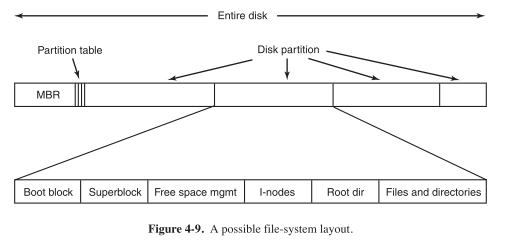 Entire disk
Partition table
Disk partition
MBR
Boot block
Superblock
Free space mgmt
I-nodes
Root dir
Files and directories
Figure 4-9. A possible file-system layout.